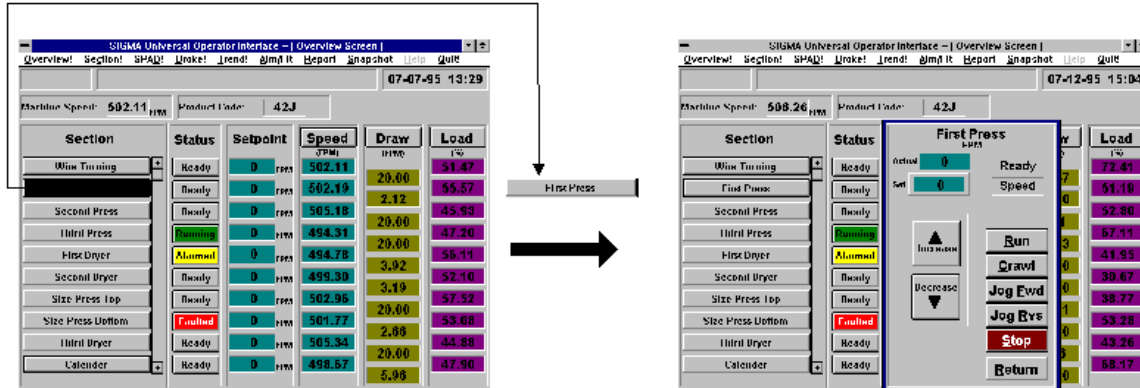 SIGMA Universal Operator Interface – [ Overview Screen ]
Overview! Section! SPAD! Drake! Trend! Alm/Flt Report Snapshot Help Quit!
07-07-95 13:29
Machine Speed: 502.11 FPM Product Code: 42J
Section Status Setpoint Speed Draw Load
(FPM) (FPM) (%)
Wire Turning Ready 0 FPM 502.11 51.47
20.00
Ready 0 FPM 502.19 55.57
2.12
Second Press Ready 0 FPM 505.18 45.93
20.00
Third Press Running 0 FPM 494.31 47.20
20.00
First Dryer Alarmed 0 FPM 494.78 56.11
3.92
Second Dryer Ready 0 FPM 499.30 52.10
3.19
Size Press Top Ready 0 FPM 502.96 57.52
20.00
Size Press Bottom Faulted 0 FPM 501.77 53.08
2.66
Third Dryer Ready 0 FPM 505.34 44.88
20.00
Calender Ready 0 FPM 498.67 47.90
5.96
First Press
SIGMA Universal Operator Interface – [ Overview Screen ]
Overview! Section! SPAD! Drake! Trend! Alm/Flt Report Snapshot Help Quit!
07-12-95 15:04
Machine Speed: 506.26 FPM Product Code: 42J
Section Status Load
(%)
Wire Turning Ready 72.41
First Press Ready 51.19
Second Press Ready 52.80
Third Press Running 67.11
First Dryer Alarmed 41.95
Second Dryer Ready 30.67
Size Press Top Ready 38.77
Size Press Bottom Faulted 53.28
Third Dryer Ready 43.26
Calender Ready 68.17
First Press
FPM
Actual 0 Ready
Set 0 Speed
Increase
Decrease
Run
Crawl
Jog Fwd
Jog Rvs
Stop
Return